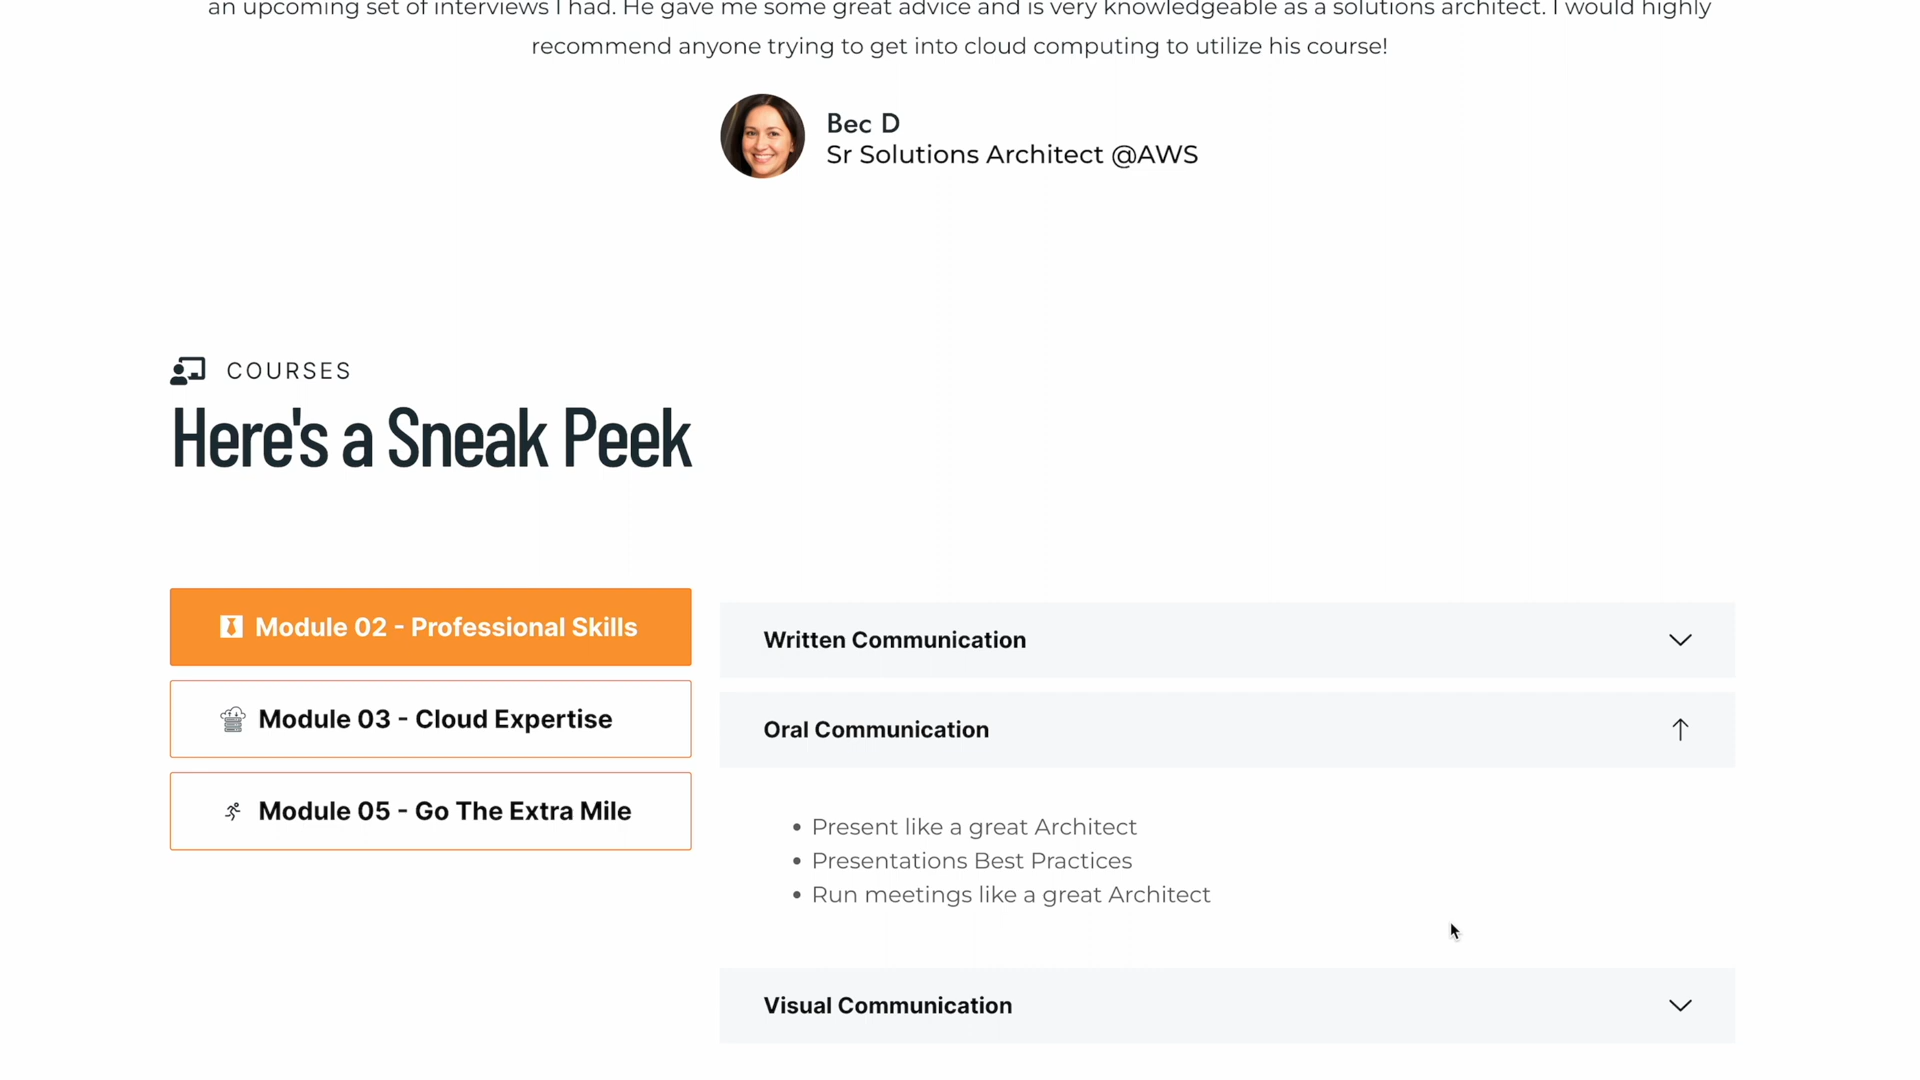 an upcoming set of interviews I had. He gave me some great advice and is very knowledgeable as a solutions architect. I would highly
recommend anyone trying to get into cloud computing to utilize his course!
Bec D
Sr Solutions Architect @AWS
COURSES
Here's a Sneak Peek
Module 02 - Professional Skills
Module 03 - Cloud Expertise
Module 05 - Go The Extra Mile
Written Communication
Oral Communication
• Present like a great Architect
• Presentations Best Practices
• Run meetings like a great Architect
Visual Communication